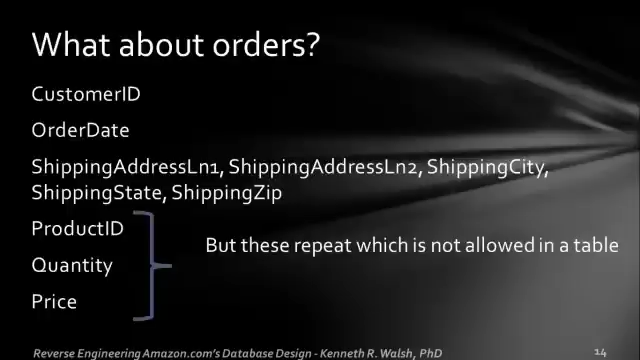 What about orders?
CustomerID
OrderDate
ShippingAddressLn1, ShippingAddressLn2, ShippingCity,
ShippingState, ShippingZip
ProductID
But these repeat which is not allowed in a table
Quantity
Price
Reverse Engineering Amazon.com's Database Design - Kenneth R. Walsh, PhD
14